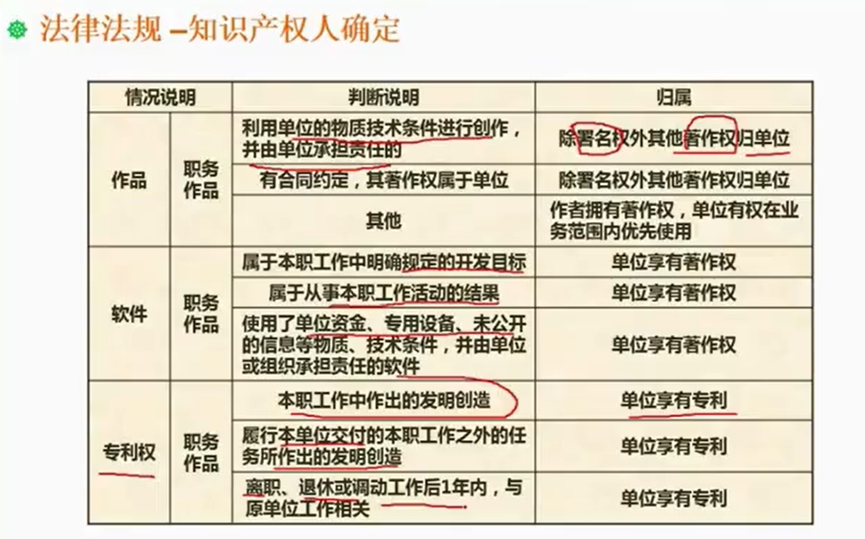 法律法规 –知识产权人确定
情况说明
判断说明
归属
作品
职务
作品
利用单位的物质技术条件进行创作，
并由单位承担责任的
除署名权外其他著作权归单位
有合同约定，其著作权属于单位
除署名权外其他著作权归单位
其他
作者拥有著作权，单位有权在业
务范围内优先使用
软件
职务
作品
属于本职工作中明确规定的开发目标
单位享有著作权
属于从事本职工作活动的结果
单位享有著作权
使用了单位资金、专用设备、未公开
的信息等物质、技术条件，并由单位
或组织承担责任的软件
单位享有著作权
专利权
职务
作品
本职工作中作出的发明创造
单位享有专利
履行本单位交付的本职工作之外的任
务所作出的发明创造
单位享有专利
离职、退休或调动工作后1年内，与
原单位工作相关
单位享有专利